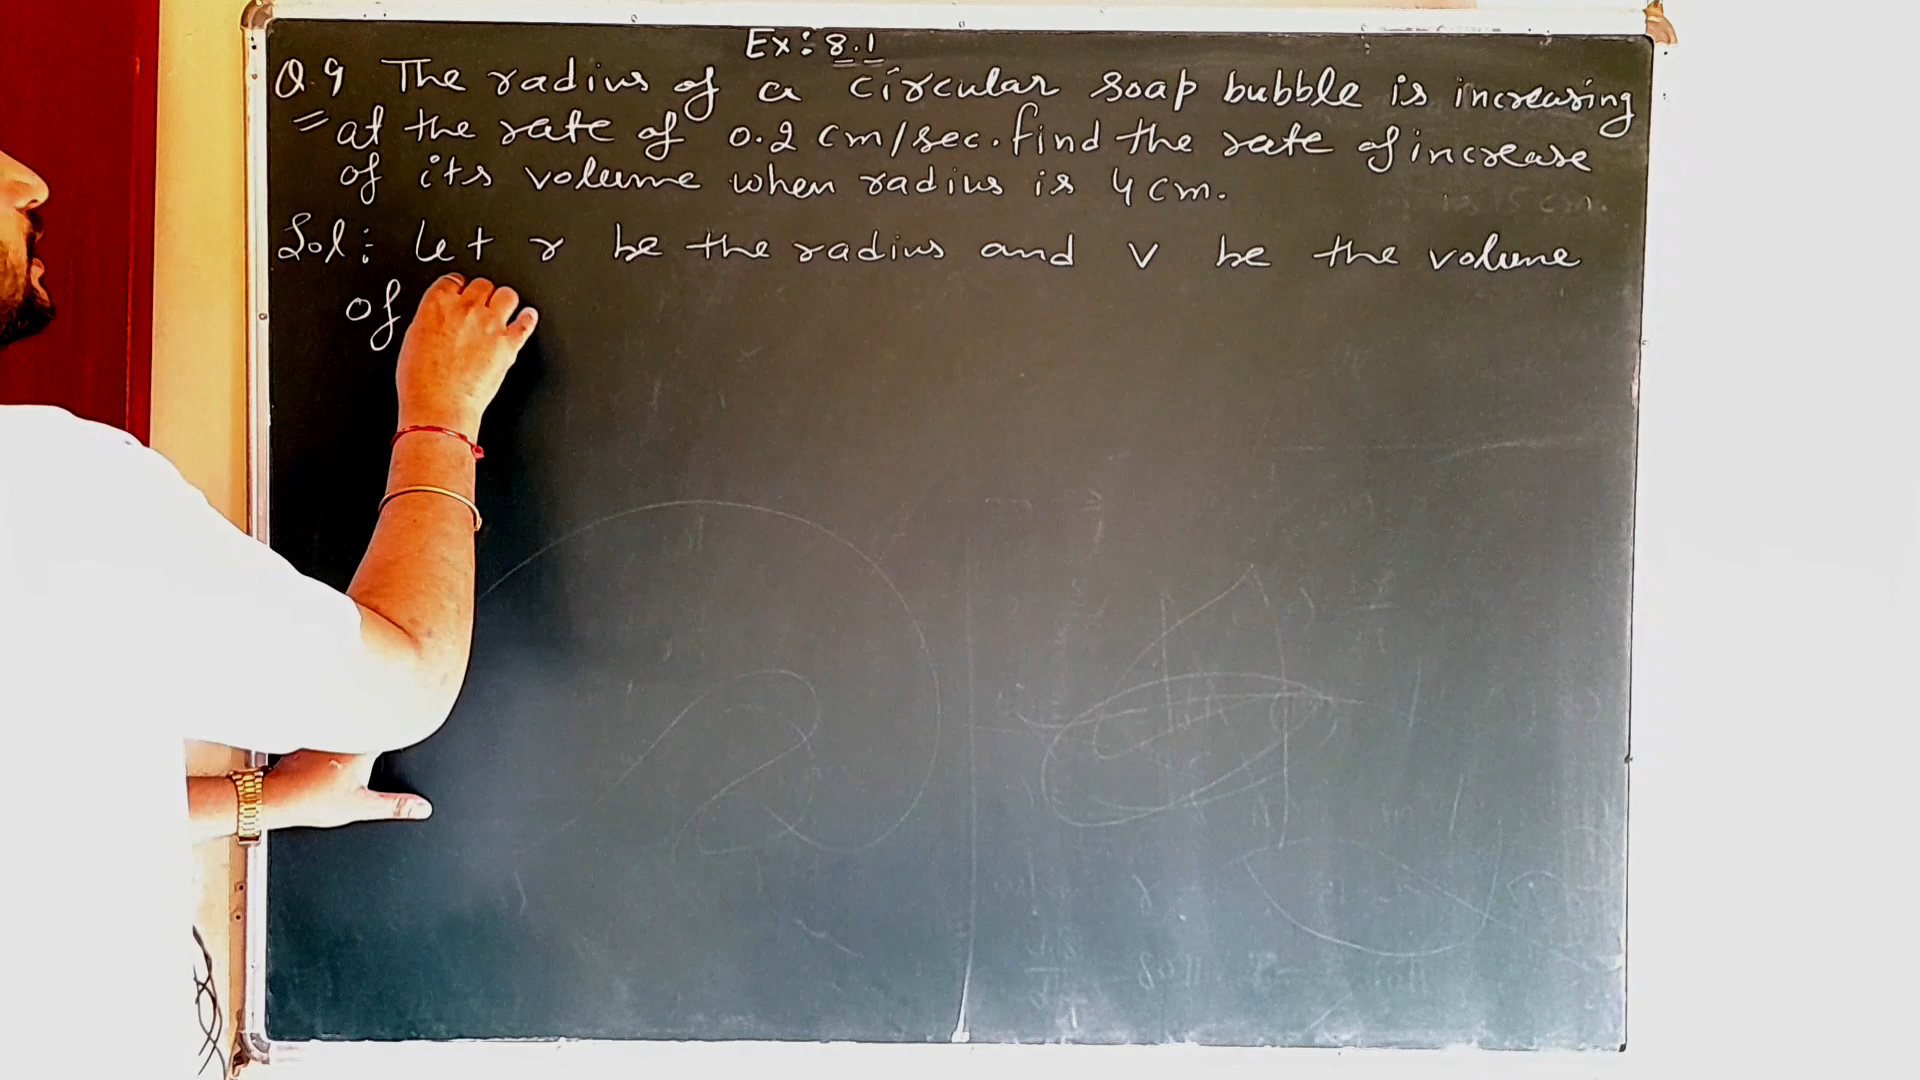 Ex: 8.1
Q.9 The radius of a circular soap bubble is increasing
at the rate of 0.2 cm/sec. find the rate of increase
of its volume when radius is 4 cm.
Sol: Let r be the radius and v be the volume
of